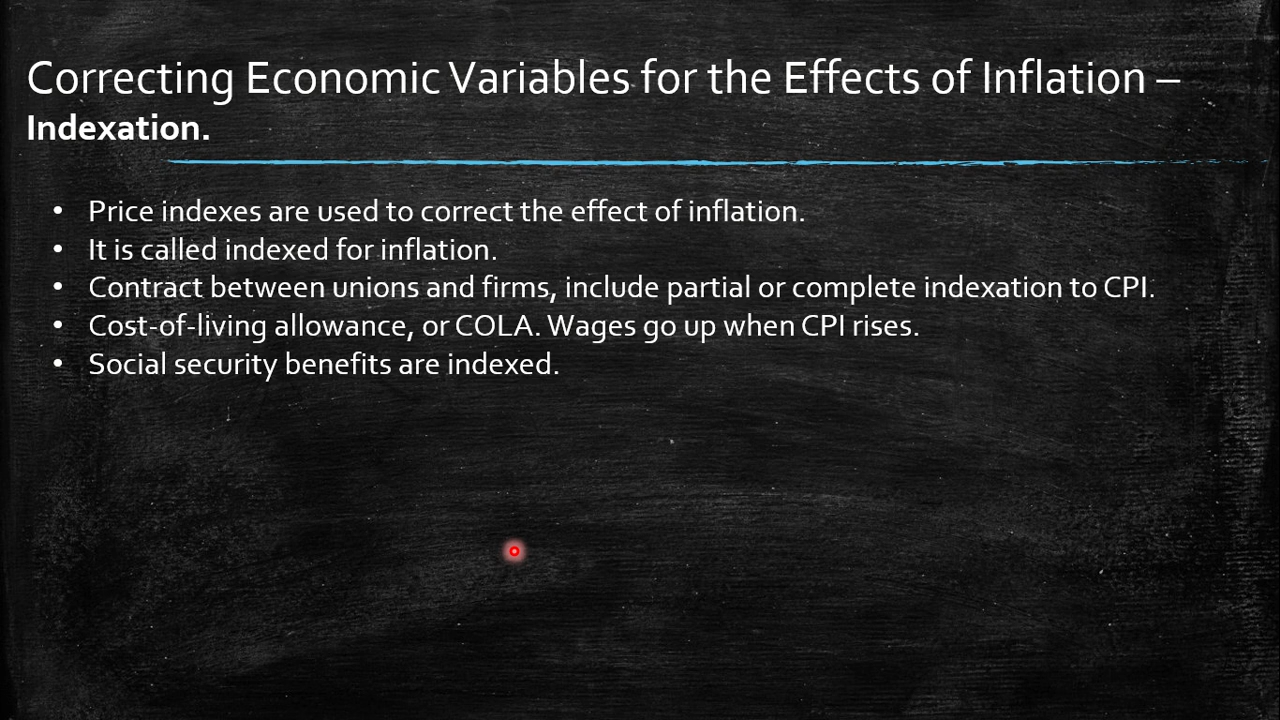 Correcting Economic Variables for the Effects of Inflation –
Indexation.
• Price indexes are used to correct the effect of inflation.
• It is called indexed for inflation.
• Contract between unions and firms, include partial or complete indexation to CPI.
• Cost-of-living allowance, or COLA. Wages go up when CPI rises.
• Social security benefits are indexed.